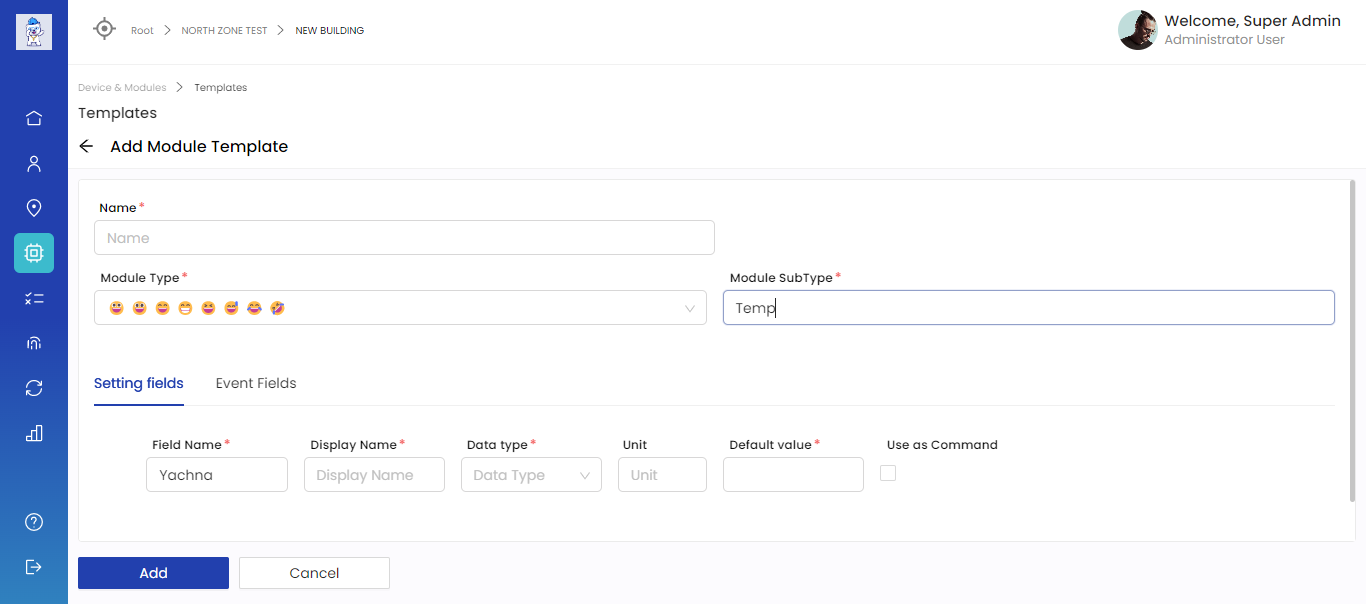 Root > NORTH ZONE TEST > NEW BUILDING
Welcome, Super Admin
Administrator User
Device & Modules > Templates
Templates
← Add Module Template
Name*
Name
Module Type* Module SubType*
😀 😃 😄 😁 😆 😅 😂 🤣 Temp
Setting fields Event Fields
Field Name* Display Name* Data type* Unit Default value* Use as Command
Yachna Display Name Data Type Unit
Add Cancel